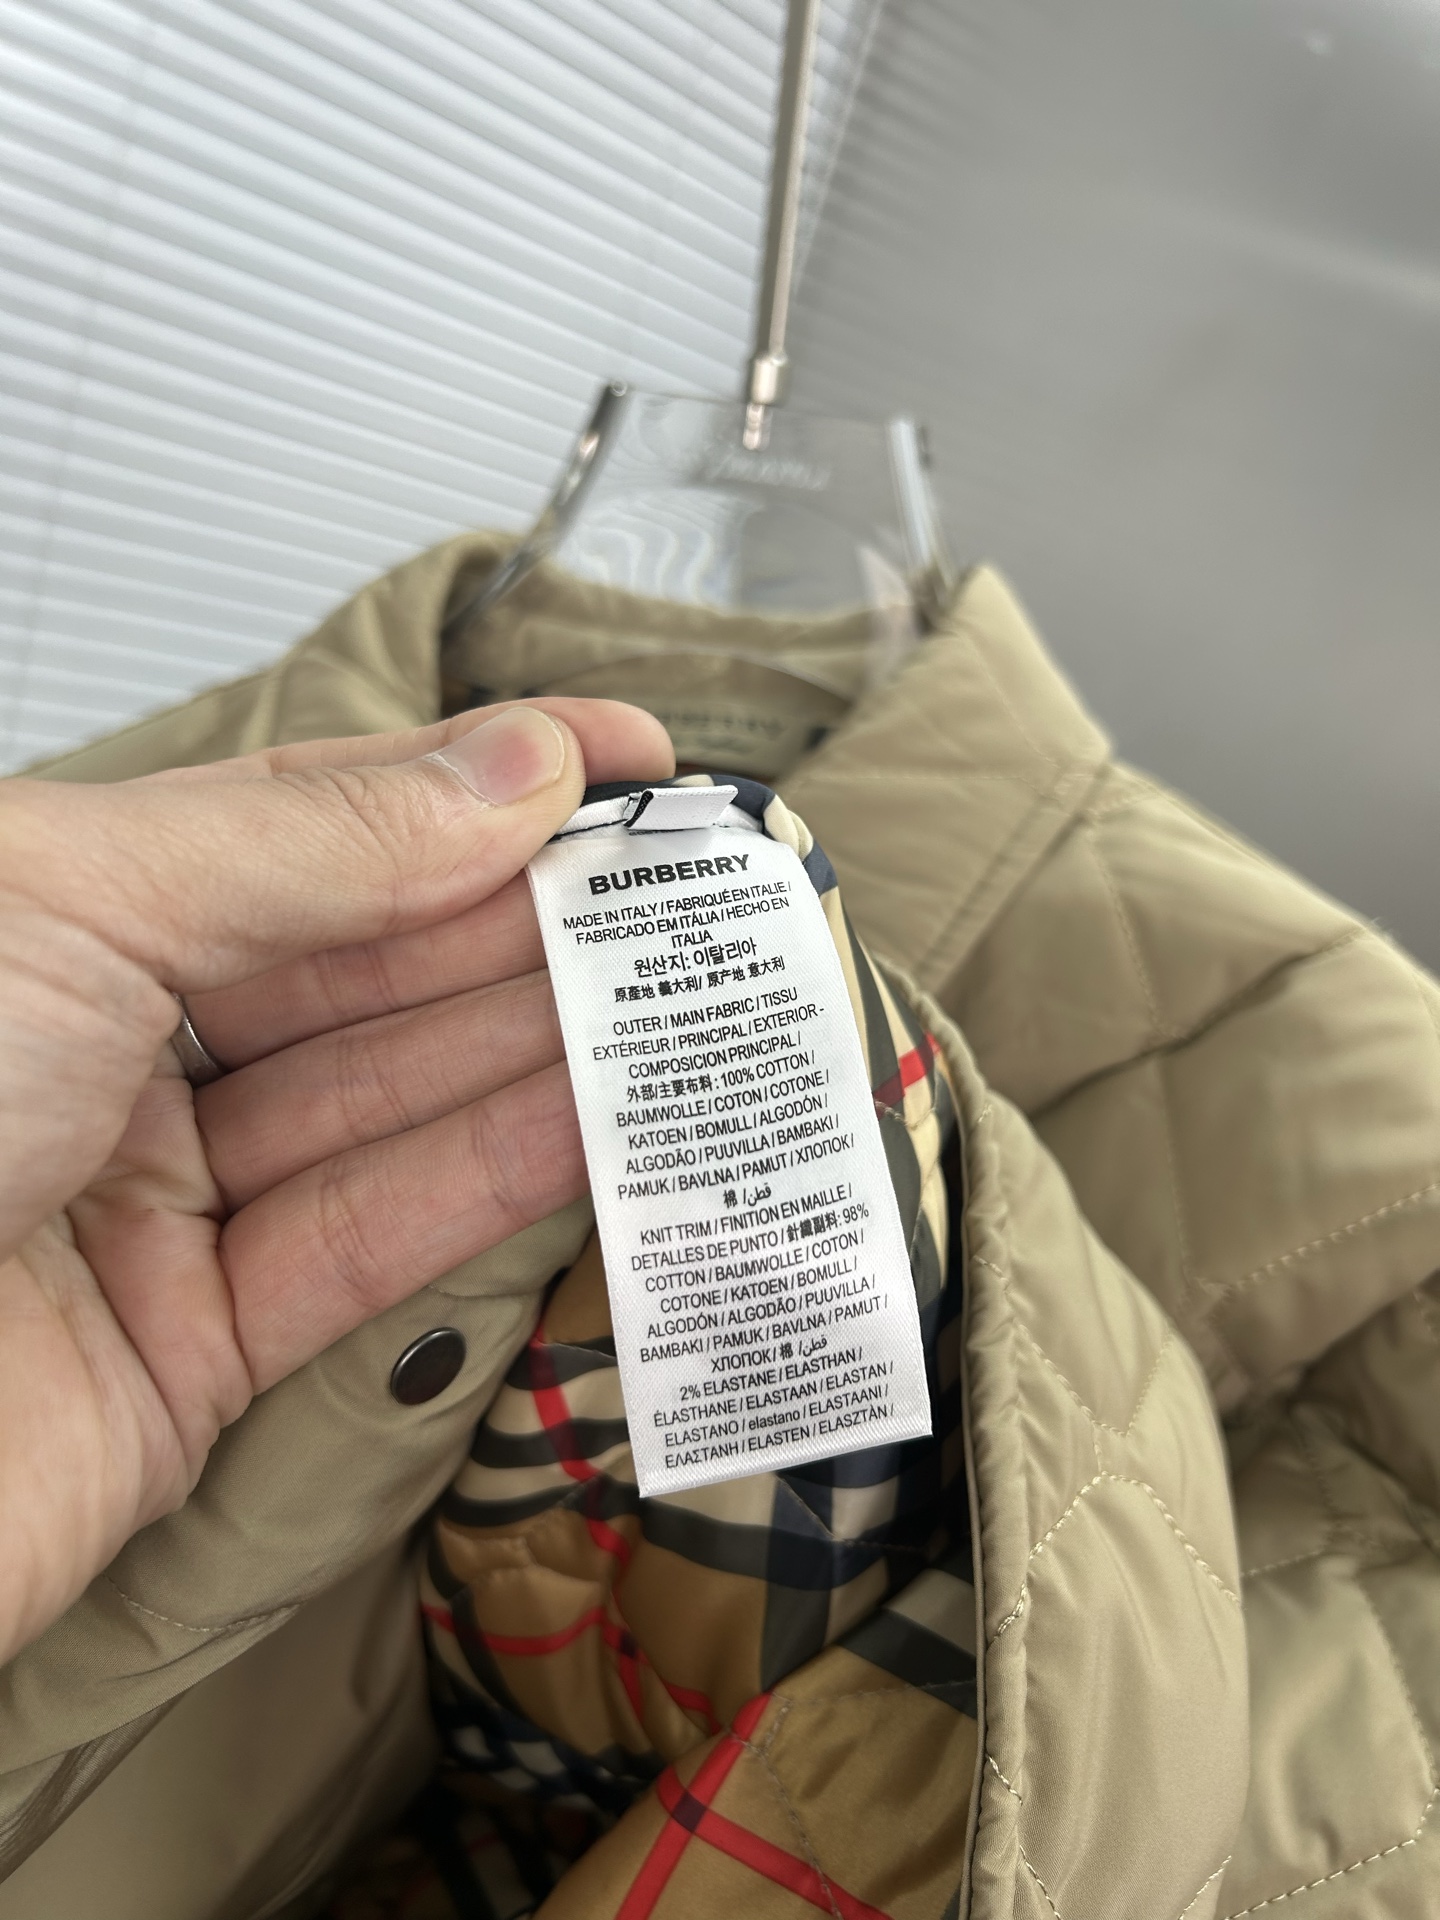 BURBERRY
MADE IN ITALY / FABRIQUÉ EN ITALIE /
FABRICADO EM ITÁLIA / HECHO EN
ITALIA
원산지: 이탈리아
原產地 義大利/ 原产地 意大利
OUTER / MAIN FABRIC / TISSU
EXTÉRIEUR / PRINCIPAL / EXTERIOR -
COMPOSICION PRINCIPAL /
外部/主要布料: 100% COTTON /
BAUMWOLLE / COTON / COTONE /
KATOEN / BOMULL / ALGODÓN /
ALGODÃO / PUUVILLA / BAMBAKI /
PAMUK / BAVLNA / PAMUT / ХЛОПОК /
棉 /قطن
KNIT TRIM / FINITION EN MAILLE /
DETALLES DE PUNTO / 針織副料: 98%
COTTON / BAUMWOLLE / COTON /
COTONE / KATOEN / BOMULL /
ALGODÓN / ALGODÃO / PUUVILLA /
BAMBAKI / PAMUK / BAVLNA / PAMUT /
ХЛОПОК / 棉 /قطن
2% ELASTANE / ELASTHAN /
ÉLASTHANE / ELASTAAN / ELASTAN /
ELASTANO / elastano / ELASTAANI /
ΕΛΑΣΤΑΝΗ / ELASTEN / ELASZTÀN /